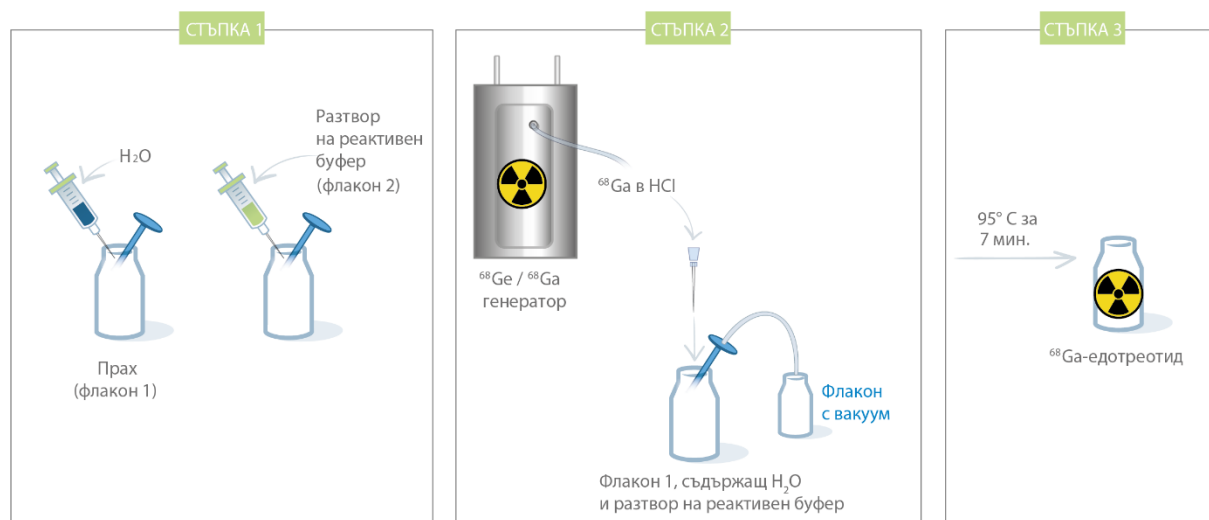 СТЪПКА 1
H₂O
Разтвор
на реактивен
буфер
(флакон 2)
Прах
(флакон 1)
СТЪПКА 2
⁶⁸Ga в HCl
⁶⁸Ge / ⁶⁸Ga
генератор
Флакон
с вакуум
Флакон 1, съдържащ H₂O
и разтвор на реактивен буфер
СТЪПКА 3
95° C за
7 мин.
⁶⁸Ga-едотреотид